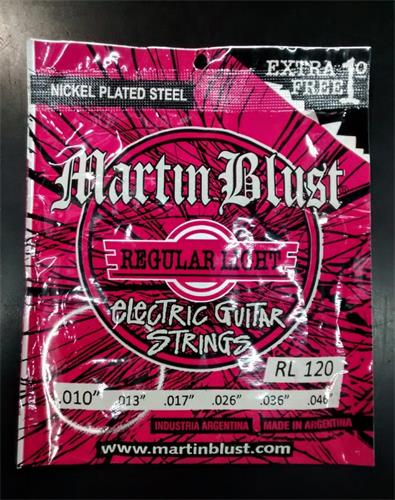 EXTRA 1º
FREE
NICKEL PLATED STEEL
Martin Blust
REGULAR LIGHT
ELECTRIC GUITAR
STRINGS
RL 120
.010” .013” .017” .026” .036” .046”
INDUSTRIA ARGENTINA MADE IN ARGENTINA
www.martinblust.com